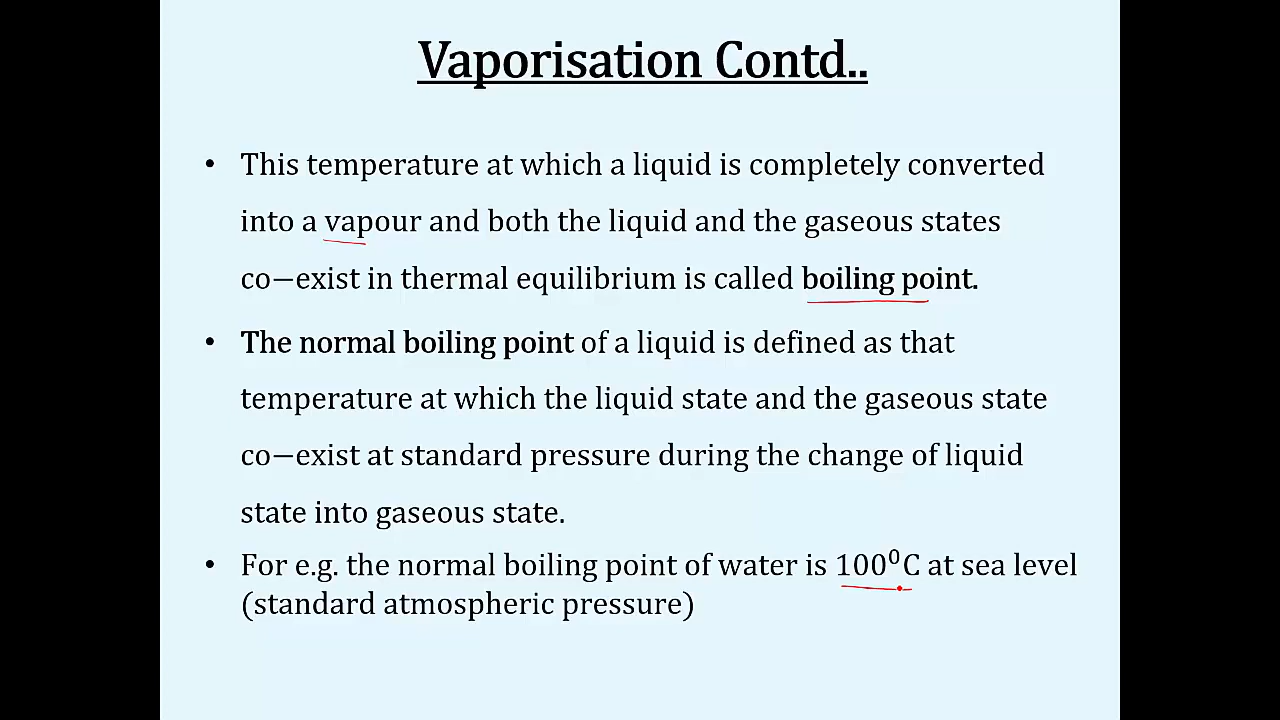 Vaporisation Contd..
• This temperature at which a liquid is completely converted
into a vapour and both the liquid and the gaseous states
co−exist in thermal equilibrium is called boiling point.
• The normal boiling point of a liquid is defined as that
temperature at which the liquid state and the gaseous state
co−exist at standard pressure during the change of liquid
state into gaseous state.
• For e.g. the normal boiling point of water is 100⁰C at sea level
(standard atmospheric pressure)